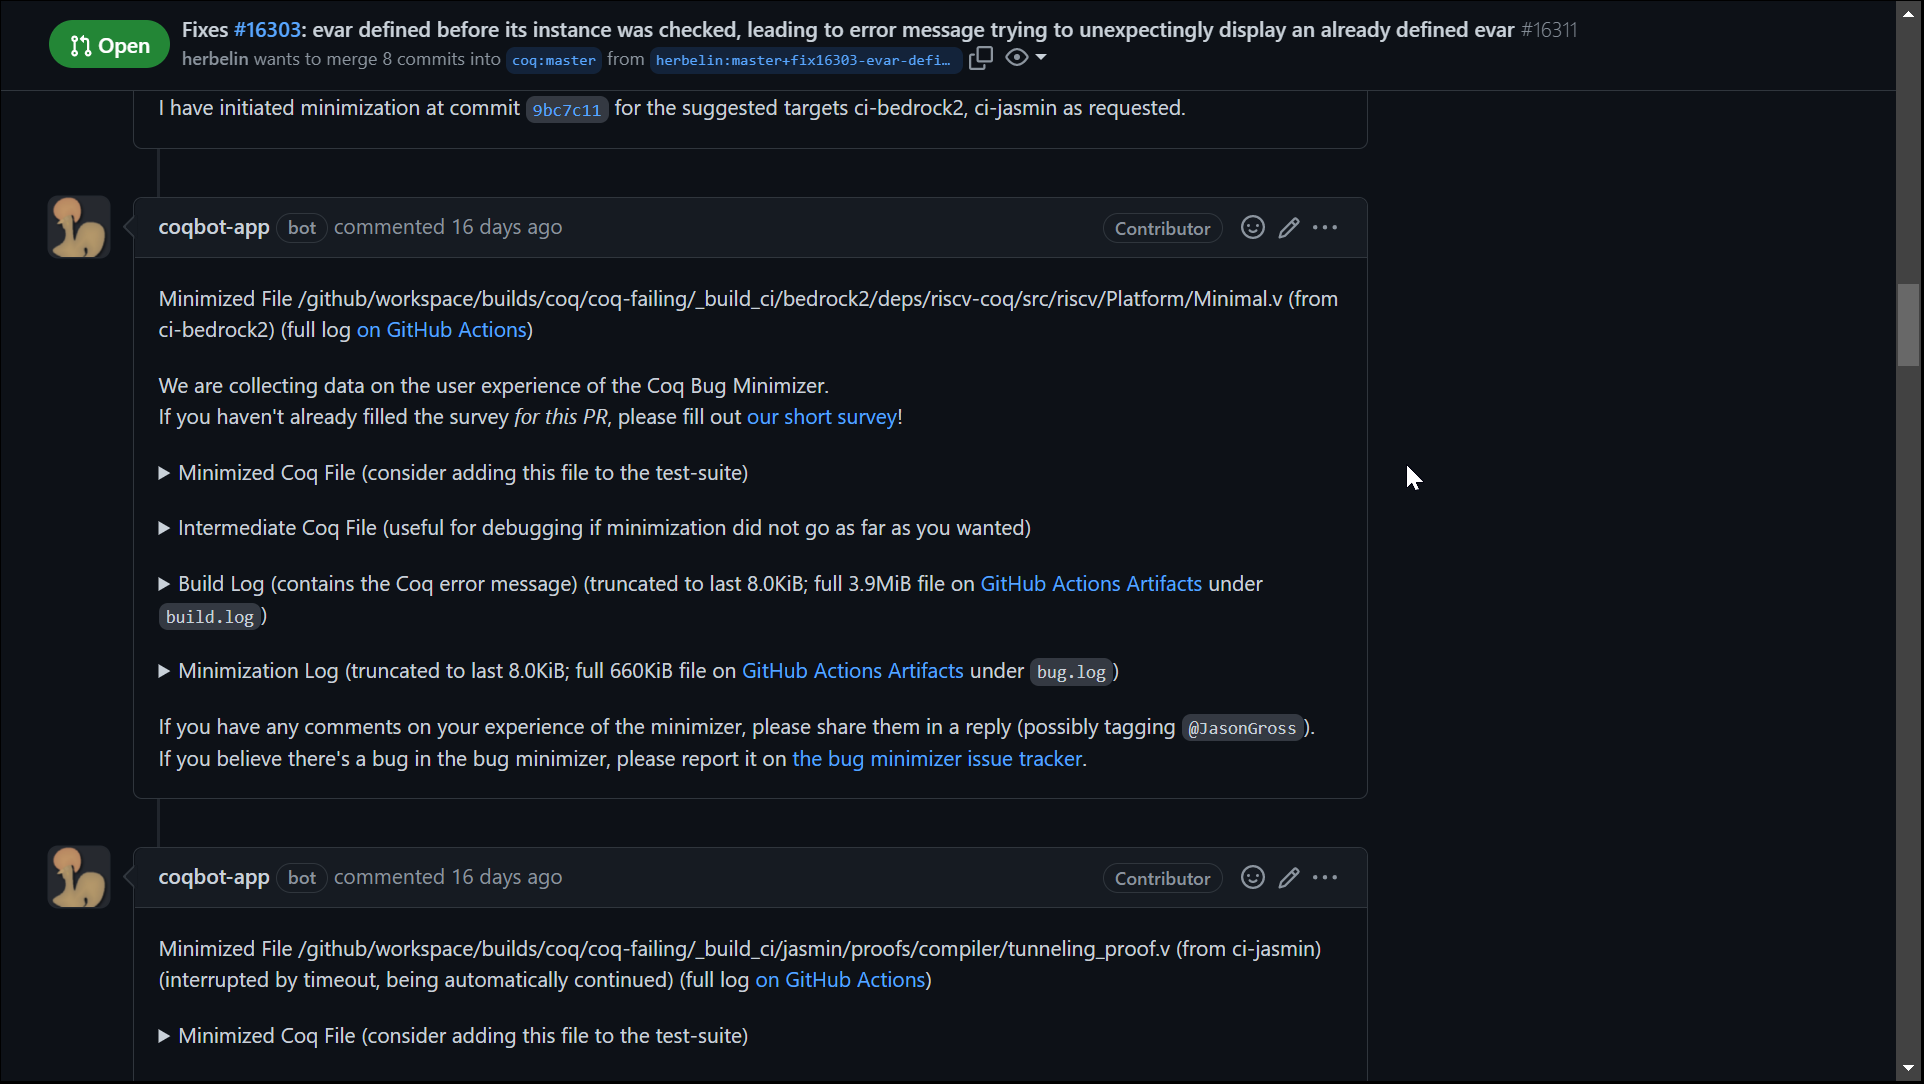 Open
Fixes #16303: evar defined before its instance was checked, leading to error message trying to unexpectingly display an already defined evar #16311
herbelin wants to merge 8 commits into coq:master from herbelin:master+fix16303-evar-defi…
I have initiated minimization at commit 9bc7c11 for the suggested targets ci-bedrock2, ci-jasmin as requested.
coqbot-app bot commented 16 days ago
Contributor
Minimized File /github/workspace/builds/coq/coq-failing/_build_ci/bedrock2/deps/riscv-coq/src/riscv/Platform/Minimal.v (from
ci-bedrock2) (full log on GitHub Actions)
We are collecting data on the user experience of the Coq Bug Minimizer.
If you haven't already filled the survey for this PR, please fill out our short survey!
Minimized Coq File (consider adding this file to the test-suite)
Intermediate Coq File (useful for debugging if minimization did not go as far as you wanted)
Build Log (contains the Coq error message) (truncated to last 8.0KiB; full 3.9MiB file on GitHub Actions Artifacts under
build.log)
Minimization Log (truncated to last 8.0KiB; full 660KiB file on GitHub Actions Artifacts under bug.log)
If you have any comments on your experience of the minimizer, please share them in a reply (possibly tagging @JasonGross).
If you believe there's a bug in the bug minimizer, please report it on the bug minimizer issue tracker.
coqbot-app bot commented 16 days ago
Contributor
Minimized File /github/workspace/builds/coq/coq-failing/_build_ci/jasmin/proofs/compiler/tunneling_proof.v (from ci-jasmin)
(interrupted by timeout, being automatically continued) (full log on GitHub Actions)
Minimized Coq File (consider adding this file to the test-suite)